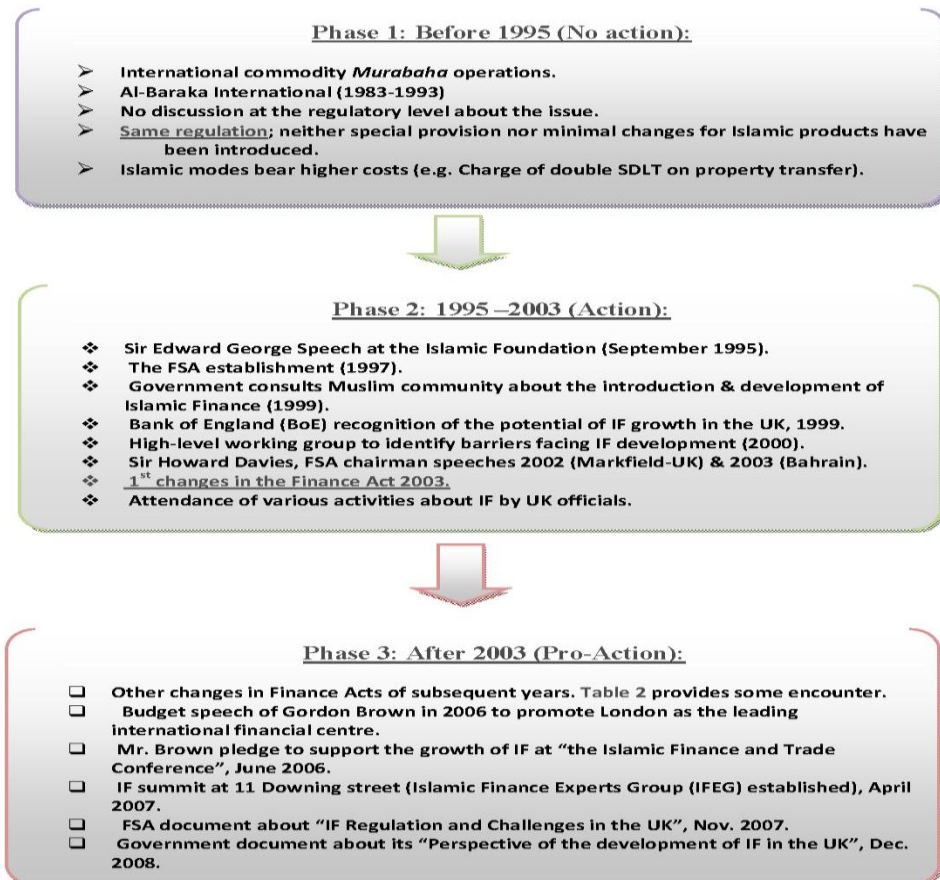 Phase 1: Before 1995 (No action):
➢ International commodity Murabaha operations.
➢ Al-Baraka International (1983-1993)
➢ No discussion at the regulatory level about the issue.
➢ Same regulation; neither special provision nor minimal changes for Islamic products have
been introduced.
➢ Islamic modes bear higher costs (e.g. Charge of double SDLT on property transfer).
Phase 2: 1995 –2003 (Action):
❖ Sir Edward George Speech at the Islamic Foundation (September 1995).
❖ The FSA establishment (1997).
❖ Government consults Muslim community about the introduction & development of
Islamic Finance (1999).
❖ Bank of England (BoE) recognition of the potential of IF growth in the UK, 1999.
❖ High-level working group to identify barriers facing IF development (2000).
❖ Sir Howard Davies, FSA chairman speeches 2002 (Markfield-UK) & 2003 (Bahrain).
❖ 1st changes in the Finance Act 2003.
❖ Attendance of various activities about IF by UK officials.
Phase 3: After 2003 (Pro-Action):
❑ Other changes in Finance Acts of subsequent years. Table 2 provides some encounter.
❑ Budget speech of Gordon Brown in 2006 to promote London as the leading
international financial centre.
❑ Mr. Brown pledge to support the growth of IF at “the Islamic Finance and Trade
Conference”, June 2006.
❑ IF summit at 11 Downing street (Islamic Finance Experts Group (IFEG) established), April
2007.
❑ FSA document about “IF Regulation and Challenges in the UK”, Nov. 2007.
❑ Government document about its “Perspective of the development of IF in the UK”, Dec.
2008.